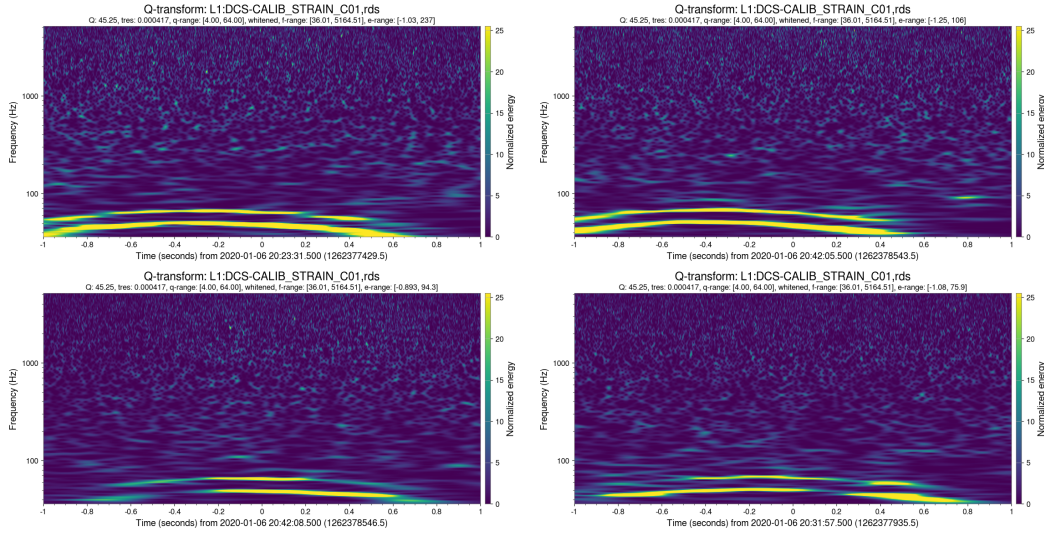 Q-transform: L1:DCS-CALIB_STRAIN_C01,rds
Q: 45.25, tres: 0.000417, q-range: [4.00, 64.00], whitened, f-range: [36.01, 5164.51], e-range: [-1.03, 237]
Frequency (Hz)
1000
100
-1 -0.8 -0.6 -0.4 -0.2 0 0.2 0.4 0.6 0.8 1
Time (seconds) from 2020-01-06 20:23:31.500 (1262377429.5)
25
20
15
10
5
0
Normalized energy
Q-transform: L1:DCS-CALIB_STRAIN_C01,rds
Q: 45.25, tres: 0.000417, q-range: [4.00, 64.00], whitened, f-range: [36.01, 5164.51], e-range: [-1.25, 106]
Frequency (Hz)
1000
100
-1 -0.8 -0.6 -0.4 -0.2 0 0.2 0.4 0.6 0.8 1
Time (seconds) from 2020-01-06 20:42:05.500 (1262378543.5)
25
20
15
10
5
0
Normalized energy
Q-transform: L1:DCS-CALIB_STRAIN_C01,rds
Q: 45.25, tres: 0.000417, q-range: [4.00, 64.00], whitened, f-range: [36.01, 5164.51], e-range: [-0.893, 94.3]
Frequency (Hz)
1000
100
-1 -0.8 -0.6 -0.4 -0.2 0 0.2 0.4 0.6 0.8 1
Time (seconds) from 2020-01-06 20:42:08.500 (1262378546.5)
25
20
15
10
5
0
Normalized energy
Q-transform: L1:DCS-CALIB_STRAIN_C01,rds
Q: 45.25, tres: 0.000417, q-range: [4.00, 64.00], whitened, f-range: [36.01, 5164.51], e-range: [-1.08, 75.9]
Frequency (Hz)
1000
100
-1 -0.8 -0.6 -0.4 -0.2 0 0.2 0.4 0.6 0.8 1
Time (seconds) from 2020-01-06 20:31:57.500 (1262377935.5)
25
20
15
10
5
0
Normalized energy